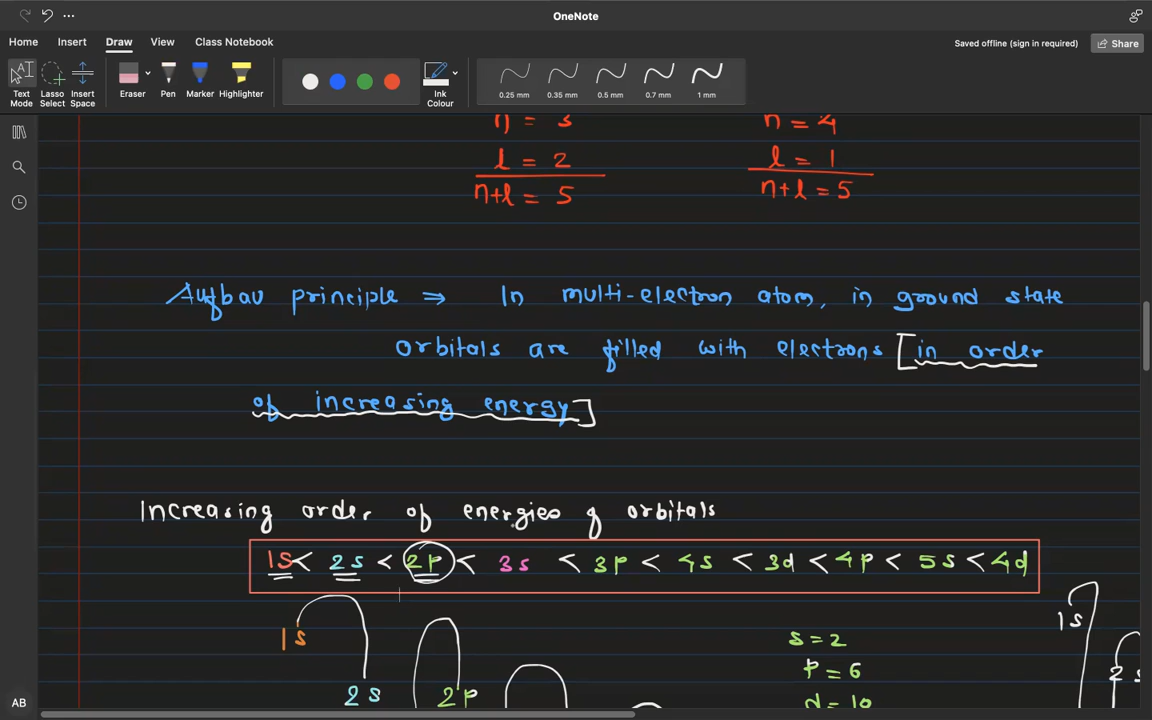 OneNote
Home Insert Draw View Class Notebook
Saved offline (sign in required) Share
Text Mode Lasso Select Insert Space Eraser Pen Marker Highlighter Ink Colour 0.25 mm 0.35 mm 0.5 mm 0.7 mm 1 mm
n = 3 n = 4
l = 2 l = 1
n+l = 5 n+l = 5
Aufbau principle ⇒ In multi-electron atom, in ground state
orbitals are filled with electrons [in order
of increasing energy]
Increasing order of energies of orbitals
1s < 2s < 2p < 3s < 3p < 4s < 3d < 4p < 5s < 4d
1s s = 2 1s
p = 6
2s 2p 2s
d = 10
AB